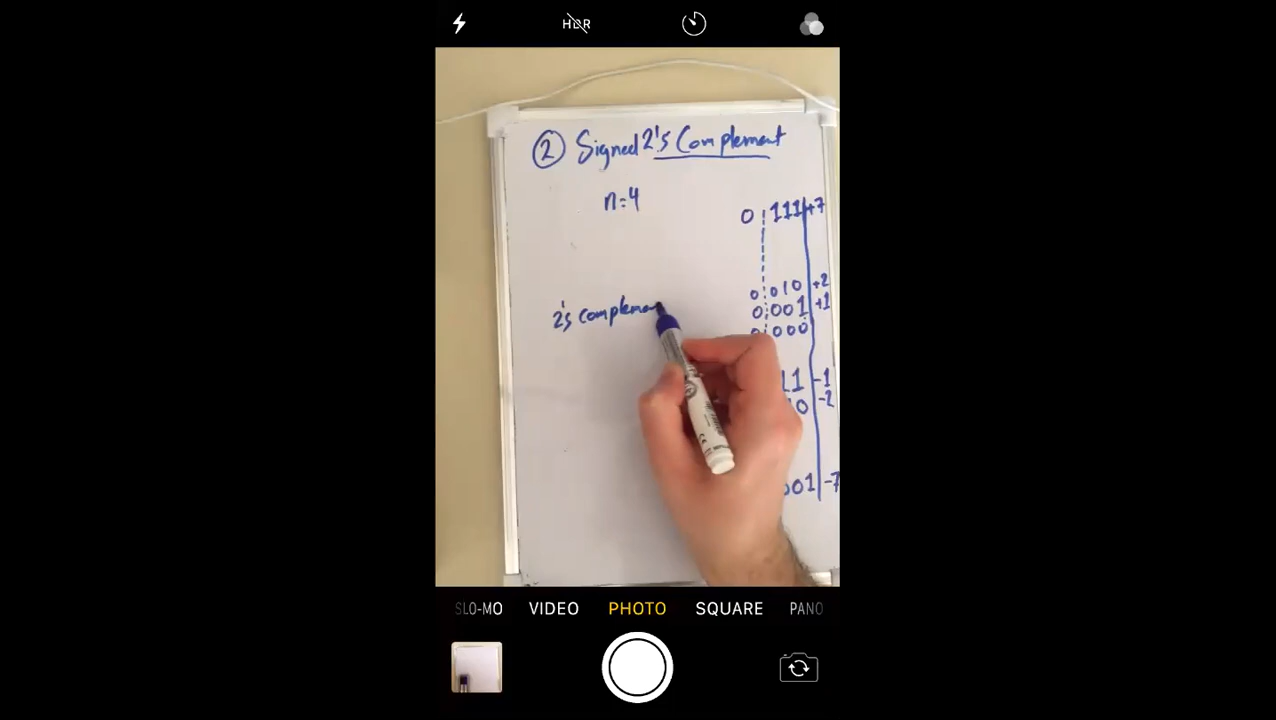 HDR
② Signed 2's Complement
n=4
0 111 +7
0 010 +2
0 001 +1
0 000
11 -1
0 -2
2's complemen
001 -7
SLO-MO VIDEO PHOTO SQUARE PANO